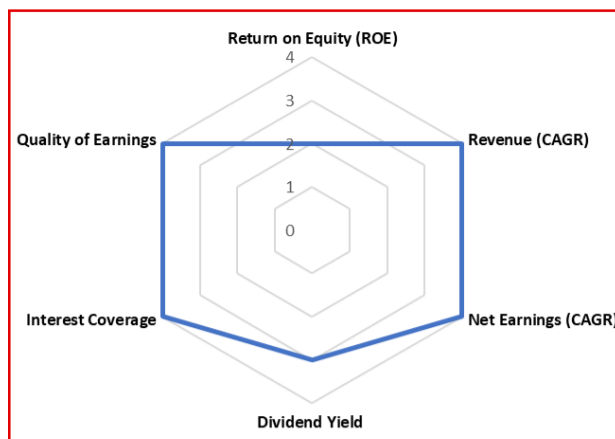 Return on Equity (ROE)
4
3
Quality of Earnings
2
Revenue (CAGR)
1
0
Interest Coverage
Net Earnings (CAGR)
Dividend Yield